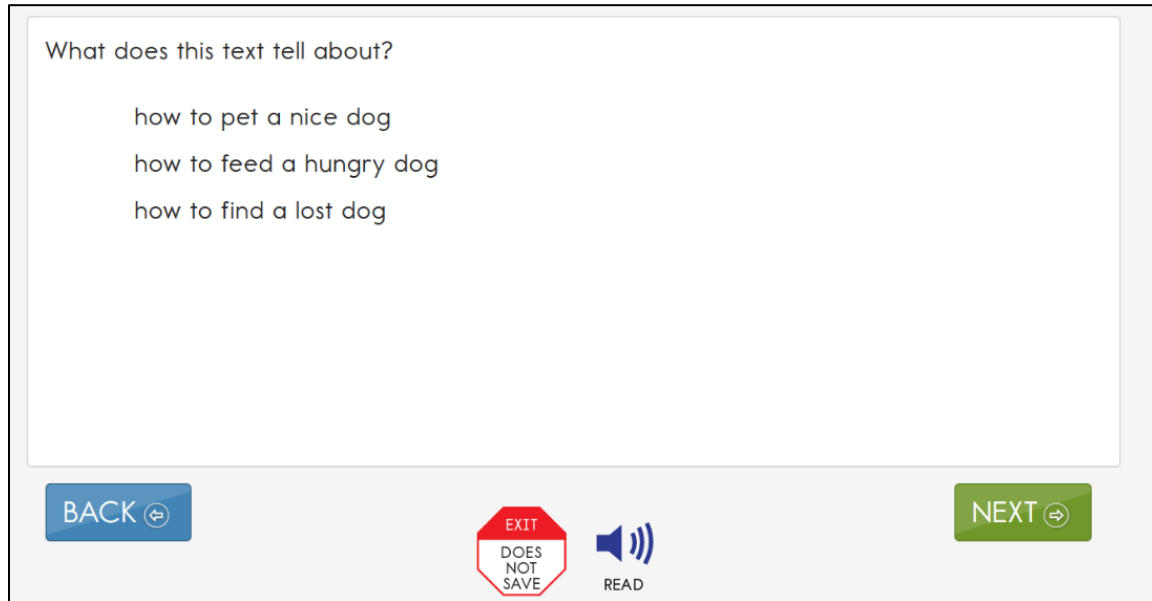 What does this text tell about?
how to pet a nice dog
how to feed a hungry dog
how to find a lost dog
BACK
NEXT
EXIT
DOES
NOT
SAVE
READ